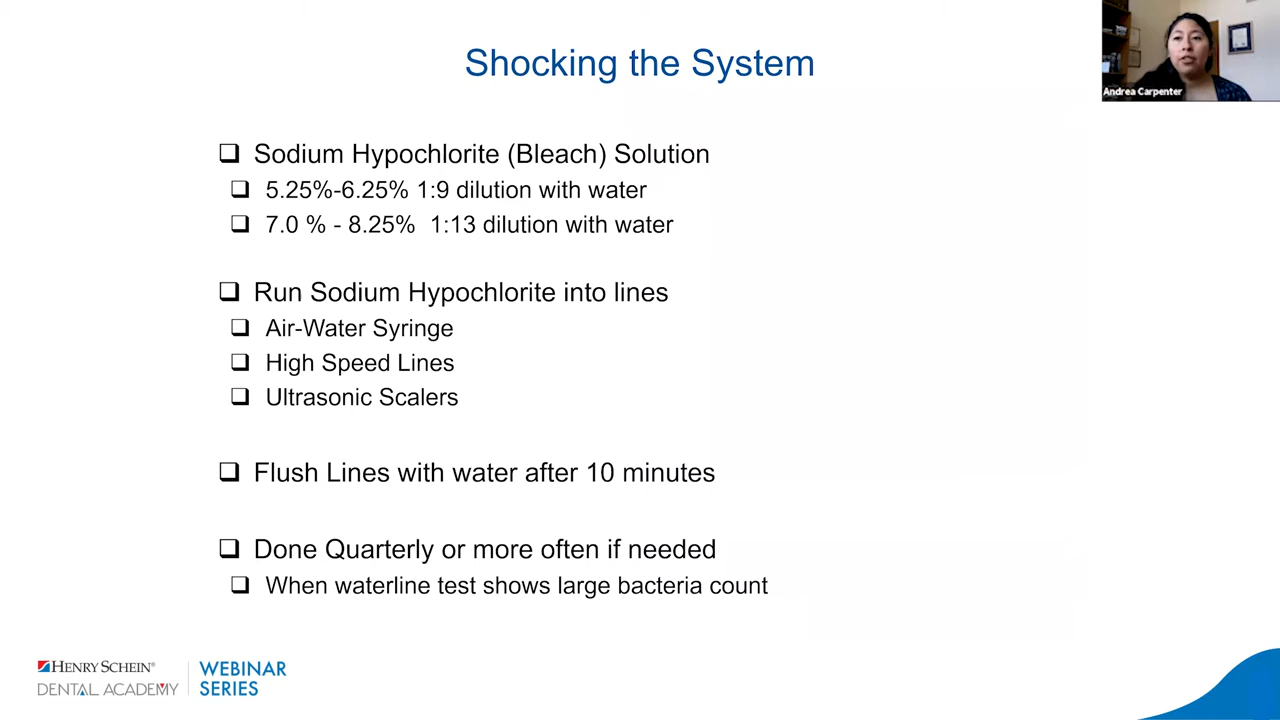 Shocking the System
Andrea Carpenter
❑ Sodium Hypochlorite (Bleach) Solution
❑ 5.25%-6.25% 1:9 dilution with water
❑ 7.0 % - 8.25% 1:13 dilution with water
❑ Run Sodium Hypochlorite into lines
❑ Air-Water Syringe
❑ High Speed Lines
❑ Ultrasonic Scalers
❑ Flush Lines with water after 10 minutes
❑ Done Quarterly or more often if needed
❑ When waterline test shows large bacteria count
HENRY SCHEIN®
DENTAL ACADEMY
WEBINAR
SERIES